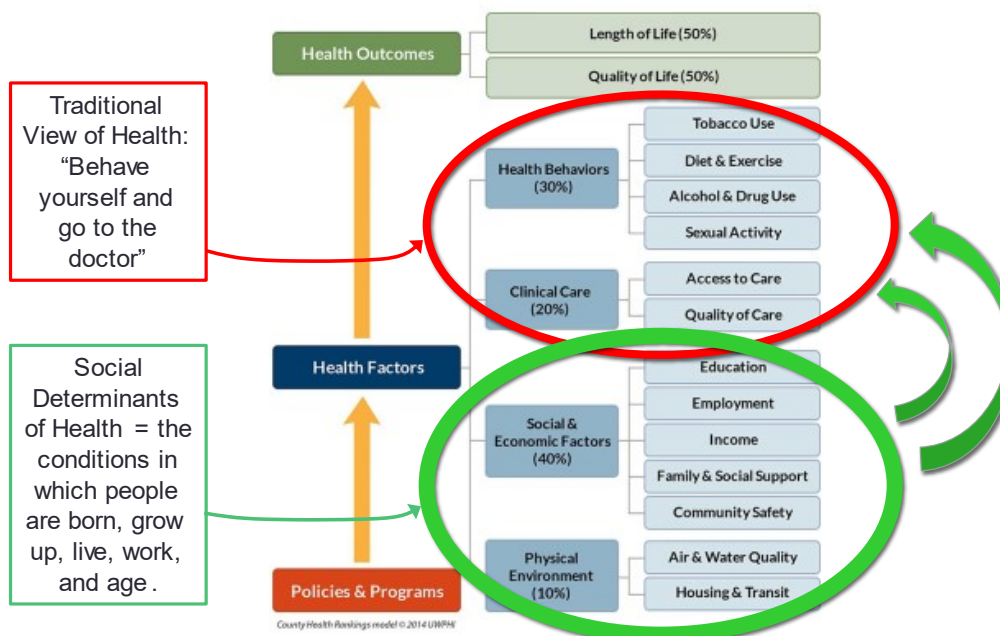 Health Outcomes
Length of Life (50%)
Quality of Life (50%)
Traditional
View of Health:
“Behave
yourself and
go to the
doctor”
Health Behaviors
(30%)
Tobacco Use
Diet & Exercise
Alcohol & Drug Use
Sexual Activity
Clinical Care
(20%)
Access to Care
Quality of Care
Health Factors
Social
Determinants
of Health = the
conditions in
which people
are born, grow
up, live, work,
and age.
Social &
Economic Factors
(40%)
Education
Employment
Income
Family & Social Support
Community Safety
Physical
Environment
(10%)
Air & Water Quality
Housing & Transit
Policies & Programs
County Health Rankings model © 2014 UWPHI